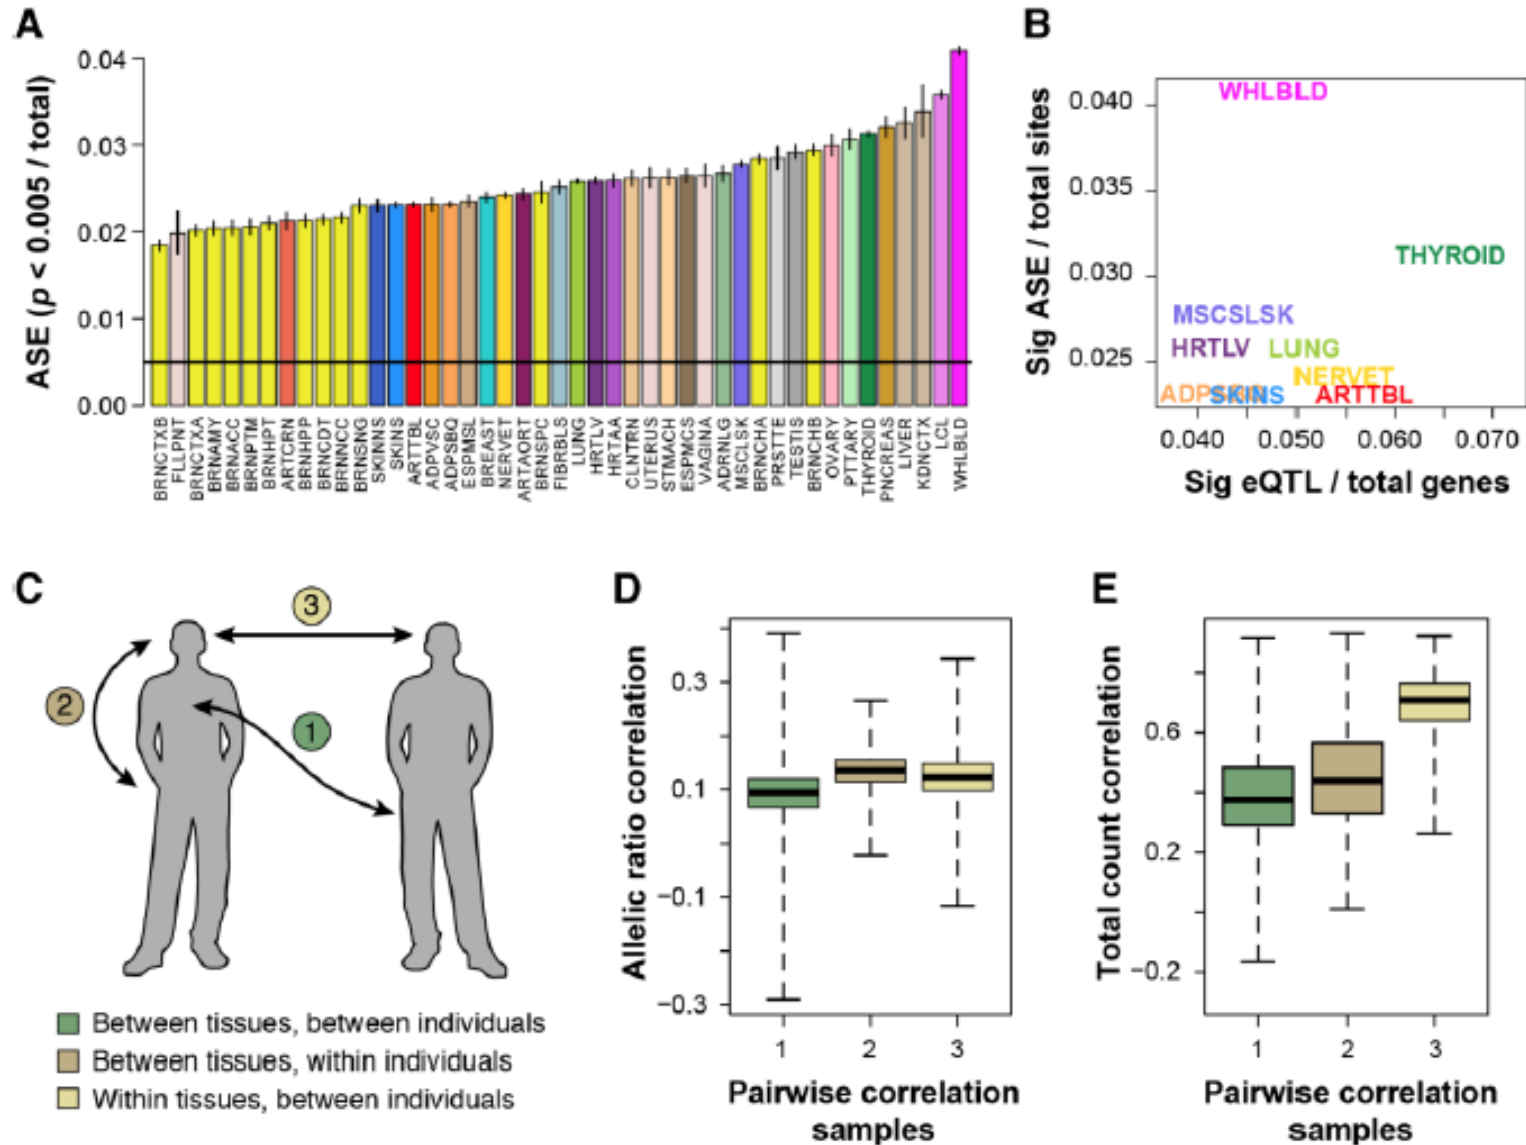 A
ASE (p < 0.005 / total)
0.04
0.03
0.02
0.01
0.00
BRNCTXB
FLLPNT
BRNCTXA
BRNAMY
BRNACC
BRNPTM
BRNHPT
ARTCRN
BRNHPP
BRNCDT
BRNNCC
BRNSNG
SKINNS
SKINS
ARTTBL
ADPVSC
ADPSBQ
ESPMSL
BREAST
NERVET
ARTAORT
BRNSPC
FIBRBLS
LUNG
HRTLV
HRTAA
CLNTRN
UTERUS
STMACH
ESPMCS
VAGINA
ADRNLG
MSCLSK
BRNCHA
PRSTTE
TESTIS
BRNCHB
OVARY
PTTARY
THYROID
PNCREAS
LIVER
KDNCTX
LCL
WHLBLD
B
Sig ASE / total sites
0.040
0.035
0.030
0.025
WHLBLD
THYROID
MSCSLSK
HRTLV LUNG
NERVET
SKINS ARTTBL
0.040 0.050 0.060 0.070
Sig eQTL / total genes
C
3
2
1
Between tissues, between individuals
Between tissues, within individuals
Within tissues, between individuals
D
Allelic ratio correlation
0.3
0.1
−0.1
−0.3
1 2 3
Pairwise correlation
samples
E
Total count correlation
0.6
0.2
−0.2
1 2 3
Pairwise correlation
samples